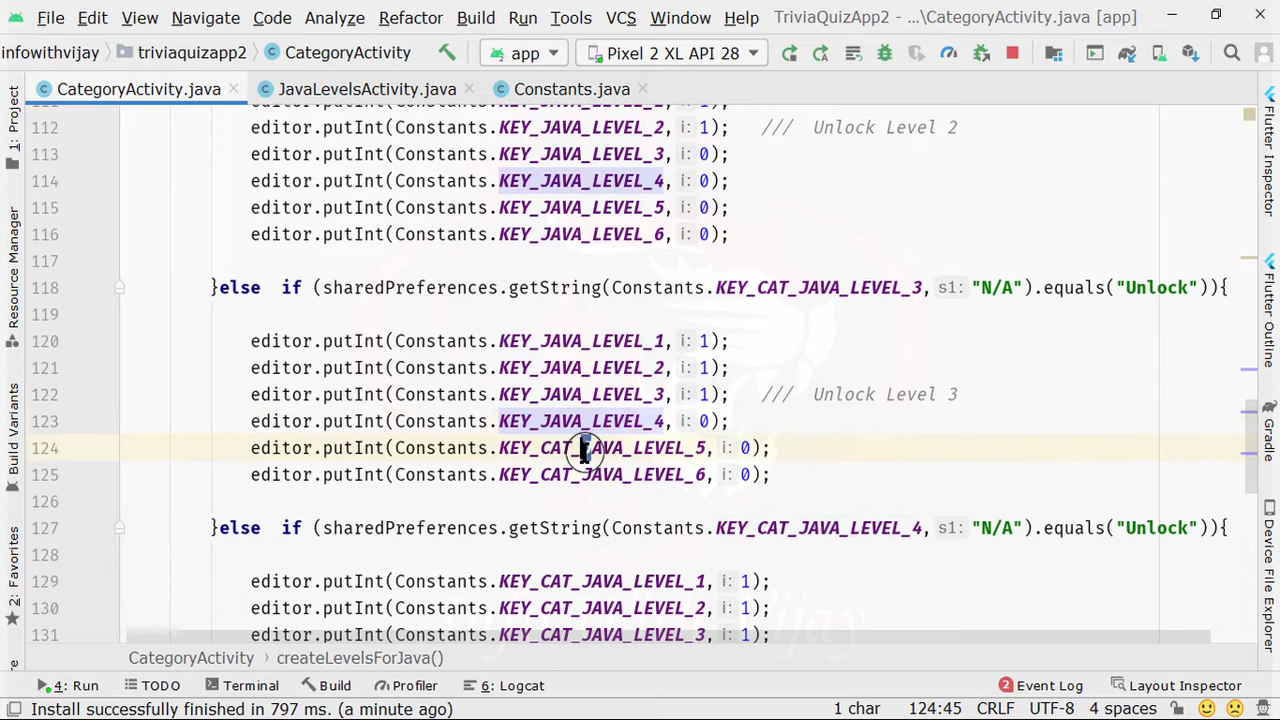 File Edit View Navigate Code Analyze Refactor Build Run Tools VCS Window Help TriviaQuizApp2 - ...\CategoryActivity.java [app]
infowithvijay triviaquizapp2 CategoryActivity app Pixel 2 XL API 28
CategoryActivity.java JavaLevelsActivity.java Constants.java
112 editor.putInt(Constants.KEY_JAVA_LEVEL_2, i: 1); /// Unlock Level 2
113 editor.putInt(Constants.KEY_JAVA_LEVEL_3, i: 0);
114 editor.putInt(Constants.KEY_JAVA_LEVEL_4, i: 0);
115 editor.putInt(Constants.KEY_JAVA_LEVEL_5, i: 0);
116 editor.putInt(Constants.KEY_JAVA_LEVEL_6, i: 0);
117
118 }else if (sharedPreferences.getString(Constants.KEY_CAT_JAVA_LEVEL_3, s1: "N/A").equals("Unlock")){
119
120 editor.putInt(Constants.KEY_JAVA_LEVEL_1, i: 1);
121 editor.putInt(Constants.KEY_JAVA_LEVEL_2, i: 1);
122 editor.putInt(Constants.KEY_JAVA_LEVEL_3, i: 1); /// Unlock Level 3
123 editor.putInt(Constants.KEY_JAVA_LEVEL_4, i: 0);
124 editor.putInt(Constants.KEY_CAT_JAVA_LEVEL_5, i: 0);
125 editor.putInt(Constants.KEY_CAT_JAVA_LEVEL_6, i: 0);
126
127 }else if (sharedPreferences.getString(Constants.KEY_CAT_JAVA_LEVEL_4, s1: "N/A").equals("Unlock")){
128
129 editor.putInt(Constants.KEY_CAT_JAVA_LEVEL_1, i: 1);
130 editor.putInt(Constants.KEY_CAT_JAVA_LEVEL_2, i: 1);
131 editor.putInt(Constants.KEY_CAT_JAVA_LEVEL_3, i: 1);
CategoryActivity createLevelsForJava()
4: Run TODO Terminal Build Profiler 6: Logcat 2 Event Log Layout Inspector
Install successfully finished in 797 ms. (a minute ago) 1 char 124:45 CRLF UTF-8 4 spaces
1: Project
Resource Manager
Build Variants
2: Favorites
Flutter Inspector
Flutter Outline
Gradle
Device File Explorer